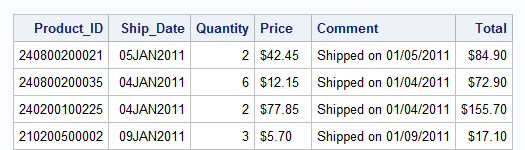 Product_ID Ship_Date Quantity Price Comment Total
240800200021 05JAN2011 2 $42.45 Shipped on 01/05/2011 $84.90
240800200035 04JAN2011 6 $12.15 Shipped on 01/04/2011 $72.90
240200100225 04JAN2011 2 $77.85 Shipped on 01/04/2011 $155.70
210200500002 09JAN2011 3 $5.70 Shipped on 01/09/2011 $17.10